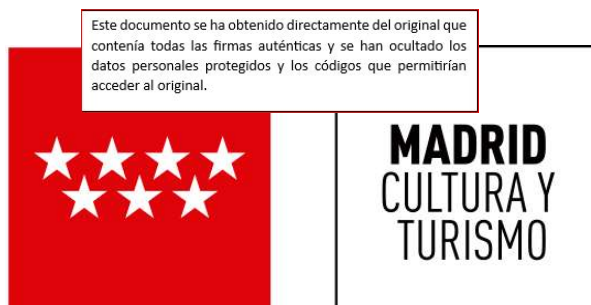 Este documento se ha obtenido directamente del original que
contenía todas las firmas auténticas y se han ocultado los
datos personales protegidos y los códigos que permitirían
acceder al original.
MADRID
CULTURA Y
TURISMO